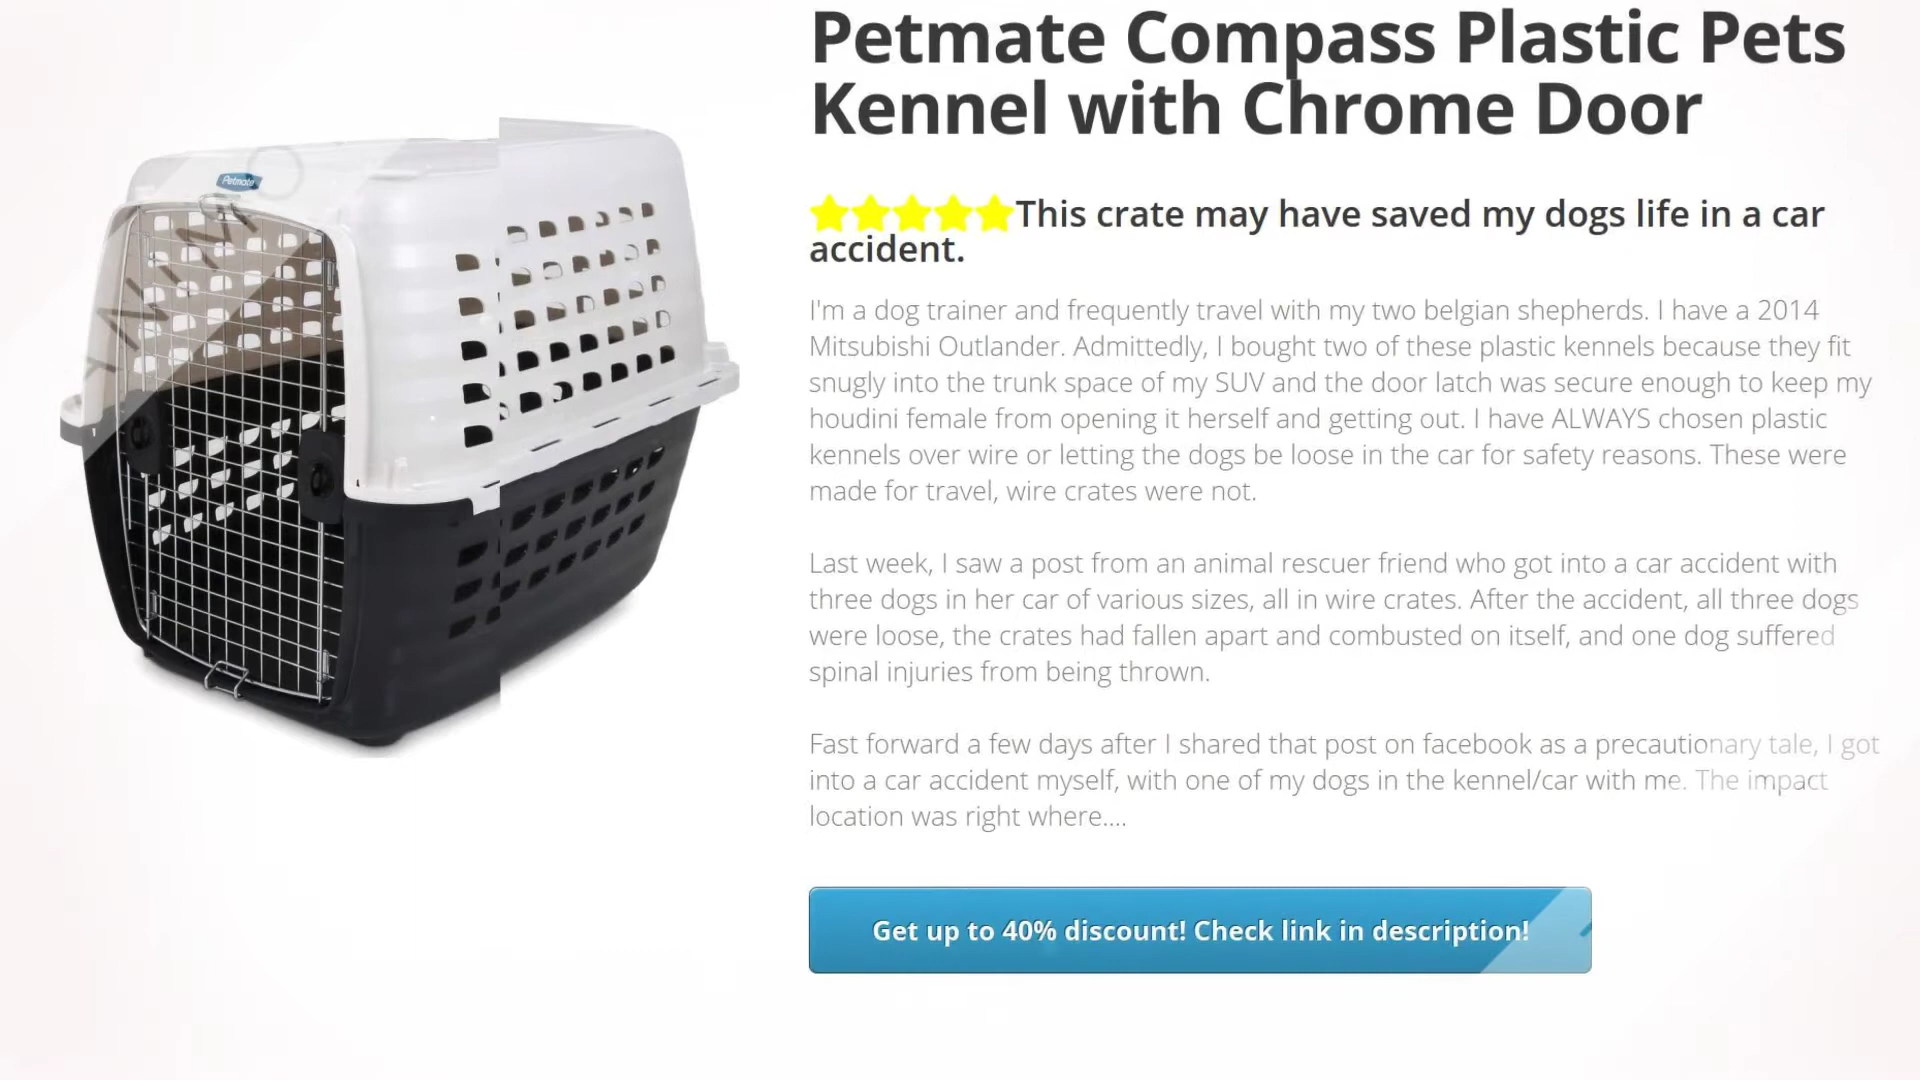 Petmate Compass Plastic Pets
Kennel with Chrome Door
This crate may have saved my dogs life in a car
accident.
I'm a dog trainer and frequently travel with my two belgian shepherds. I have a 2014
Mitsubishi Outlander. Admittedly, I bought two of these plastic kennels because they fit
snugly into the trunk space of my SUV and the door latch was secure enough to keep my
houdini female from opening it herself and getting out. I have ALWAYS chosen plastic
kennels over wire or letting the dogs be loose in the car for safety reasons. These were
made for travel, wire crates were not.
Last week, I saw a post from an animal rescuer friend who got into a car accident with
three dogs in her car of various sizes, all in wire crates. After the accident, all three dogs
were loose, the crates had fallen apart and combusted on itself, and one dog suffered
spinal injuries from being thrown.
Fast forward a few days after I shared that post on facebook as a precautionary tale, I got
into a car accident myself, with one of my dogs in the kennel/car with me. The impact
location was right where....
Get up to 40% discount! Check link in description!
Petmate